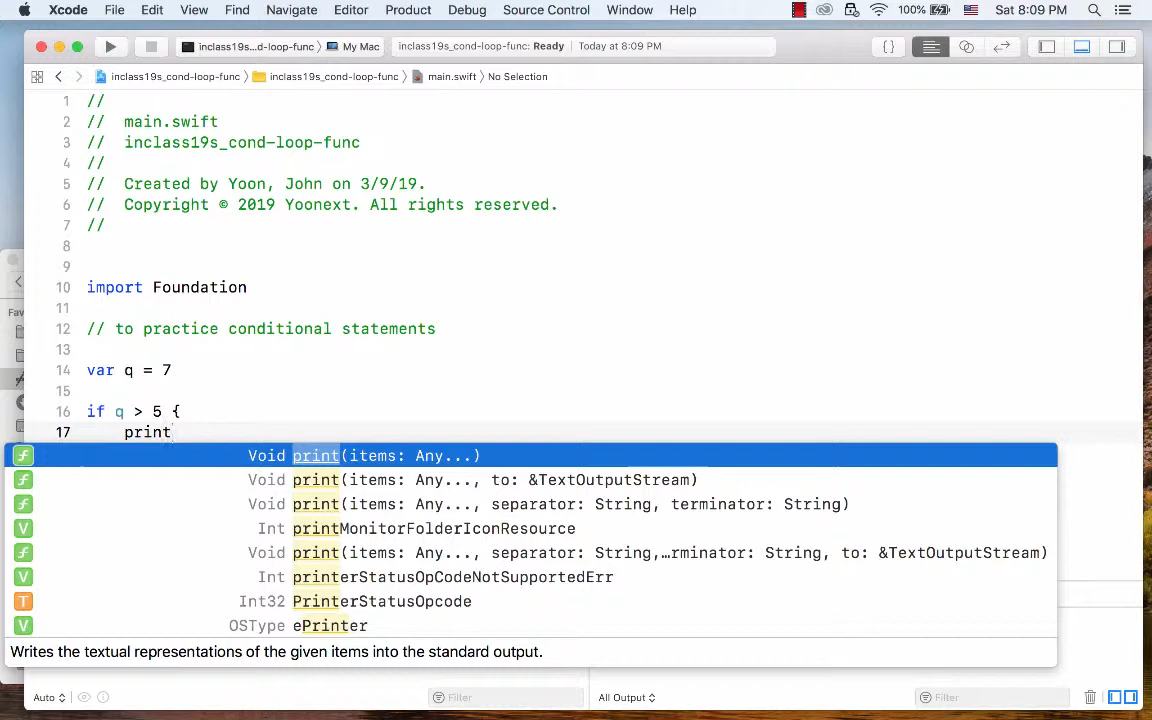 Xcode File Edit View Find Navigate Editor Product Debug Source Control Window Help 100% Sat 8:09 PM
inclass19s...d-loop-func My Mac inclass19s_cond-loop-func: Ready | Today at 8:09 PM { }
inclass19s_cond-loop-func inclass19s_cond-loop-func main.swift No Selection
1 //
2 // main.swift
3 // inclass19s_cond-loop-func
4 //
5 // Created by Yoon, John on 3/9/19.
6 // Copyright © 2019 Yoonext. All rights reserved.
7 //
8
9
10 import Foundation
Fav
11
12 // to practice conditional statements
13
14 var q = 7
15
16 if q > 5 {
17 print
f Void print(items: Any...)
f Void print(items: Any..., to: &TextOutputStream)
f Void print(items: Any..., separator: String, terminator: String)
V Int printMonitorFolderIconResource
f Void print(items: Any..., separator: String,…rminator: String, to: &TextOutputStream)
V Int printerStatusOpCodeNotSupportedErr
T Int32 PrinterStatusOpcode
V OSType ePrinter
Writes the textual representations of the given items into the standard output.
Auto Filter All Output Filter